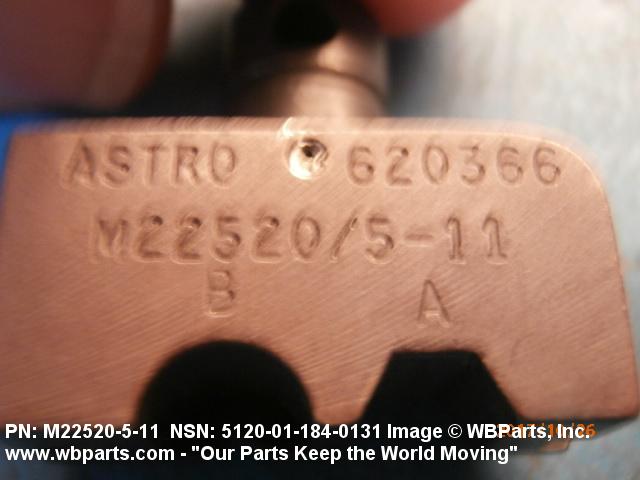 ASTRO 620366
M22520/5-11
B A
PN: M22520-5-11 NSN: 5120-01-184-0131 Image © WBParts, Inc.
www.wbparts.com - "Our Parts Keep the World Moving"